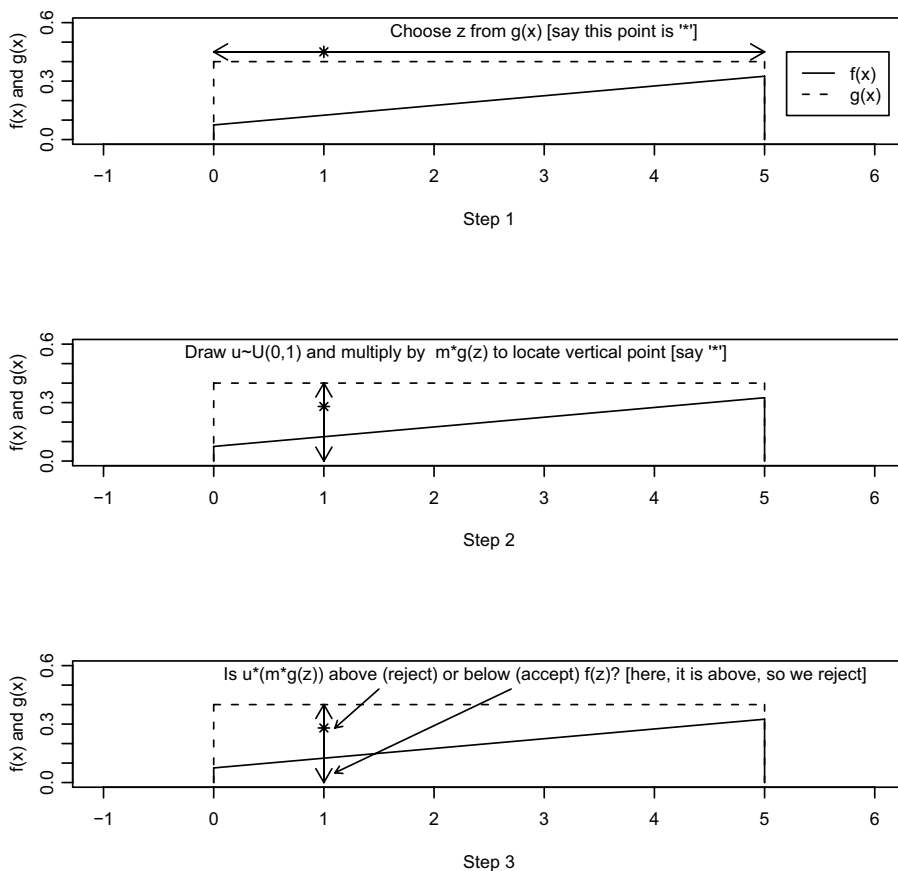 Choose z from g(x) [say this point is '*']
f(x) and g(x)
0.0 0.3 0.6
f(x)
g(x)
−1 0 1 2 3 4 5 6
Step 1
Draw u~U(0,1) and multiply by m*g(z) to locate vertical point [say '*']
f(x) and g(x)
0.0 0.3 0.6
−1 0 1 2 3 4 5 6
Step 2
Is u*(m*g(z)) above (reject) or below (accept) f(z)? [here, it is above, so we reject]
f(x) and g(x)
0.0 0.3 0.6
−1 0 1 2 3 4 5 6
Step 3